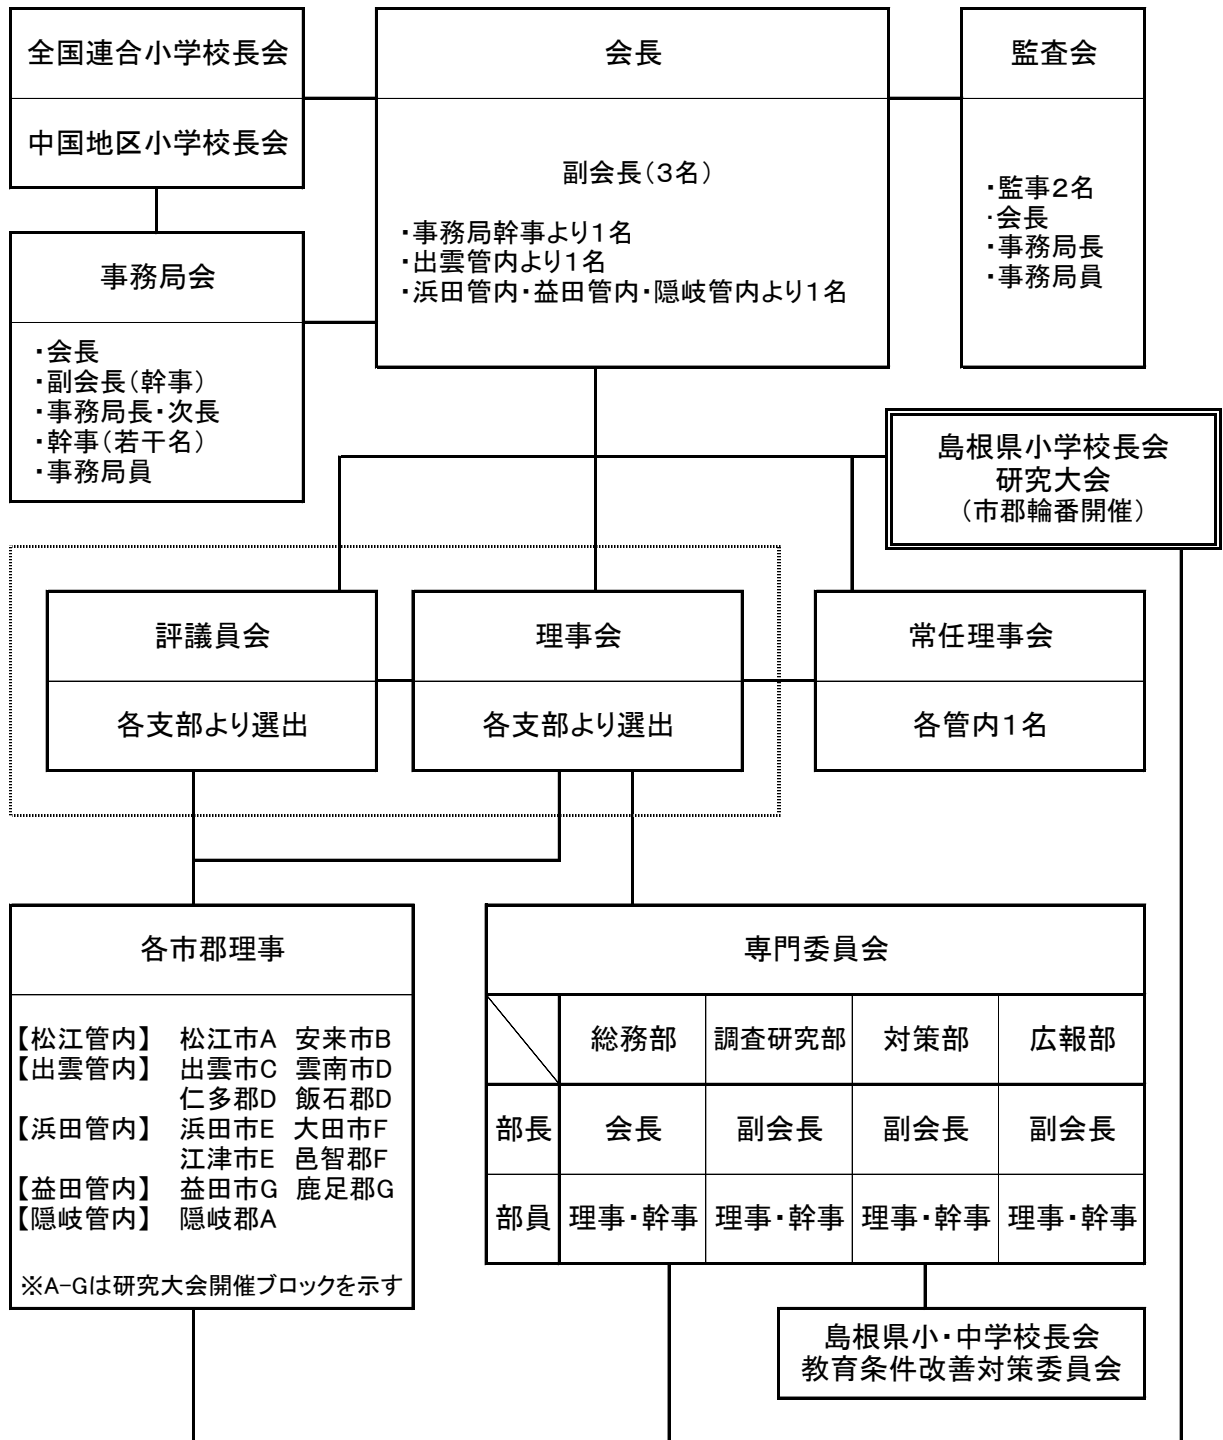 全国連合小学校長会
中国地区小学校長会
会長
副会長(3名)
・事務局幹事より1名
・出雲管内より1名
・浜田管内・益田管内・隠岐管内より1名
監査会
・監事2名
・会長
・事務局長
・事務局員
事務局会
・会長
・副会長(幹事)
・事務局長・次長
・幹事(若干名)
・事務局員
島根県小学校長会
研究大会
(市郡輪番開催)
評議員会
各支部より選出
理事会
各支部より選出
常任理事会
各管内1名
各市郡理事
【松江管内】 松江市A 安来市B
【出雲管内】 出雲市C 雲南市D
仁多郡D 飯石郡D
【浜田管内】 浜田市E 大田市F
江津市E 邑智郡F
【益田管内】 益田市G 鹿足郡G
【隠岐管内】 隠岐郡A
※A-Gは研究大会開催ブロックを示す
専門委員会
総務部 調査研究部 対策部 広報部
部長 会長 副会長 副会長 副会長
部員 理事・幹事 理事・幹事 理事・幹事 理事・幹事
島根県小・中学校長会
教育条件改善対策委員会